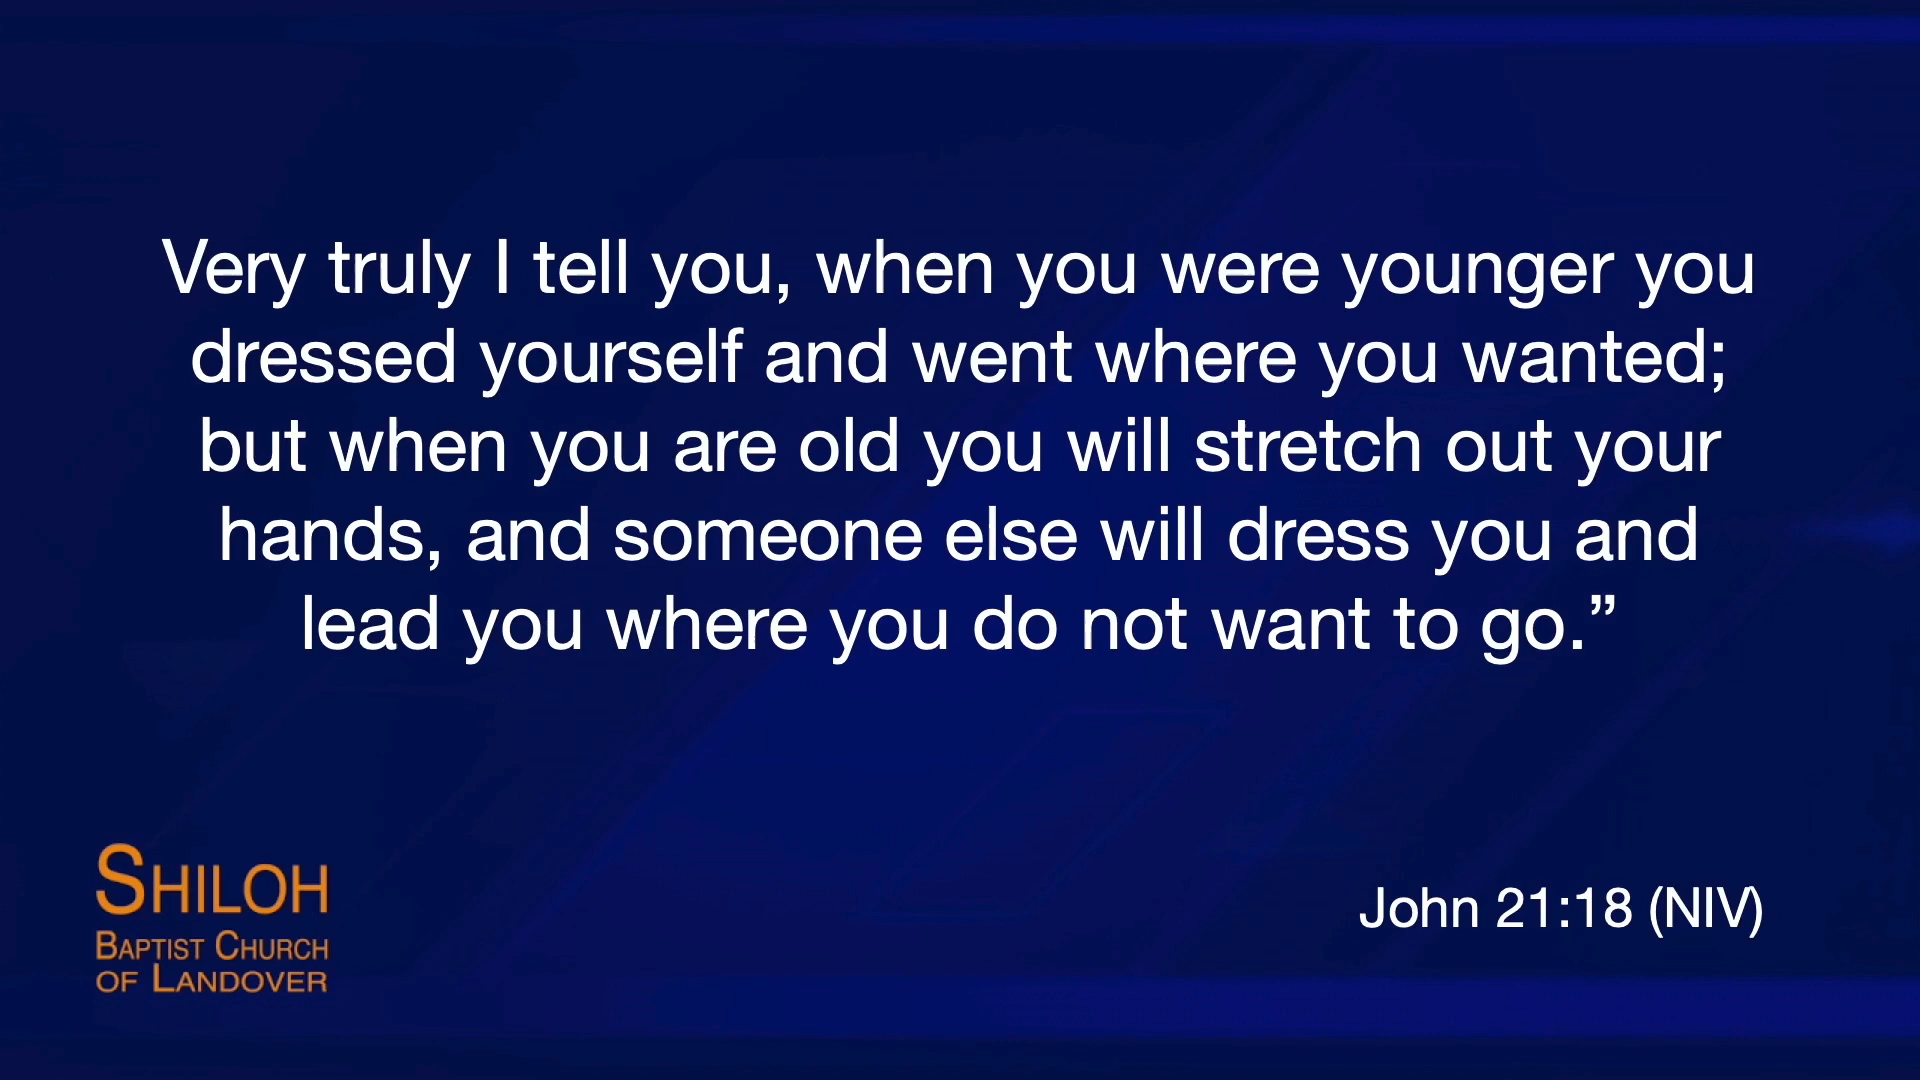 Very truly I tell you, when you were younger you
dressed yourself and went where you wanted;
but when you are old you will stretch out your
hands, and someone else will dress you and
lead you where you do not want to go.”
John 21:18 (NIV)
SHILOH
BAPTIST CHURCH
OF LANDOVER